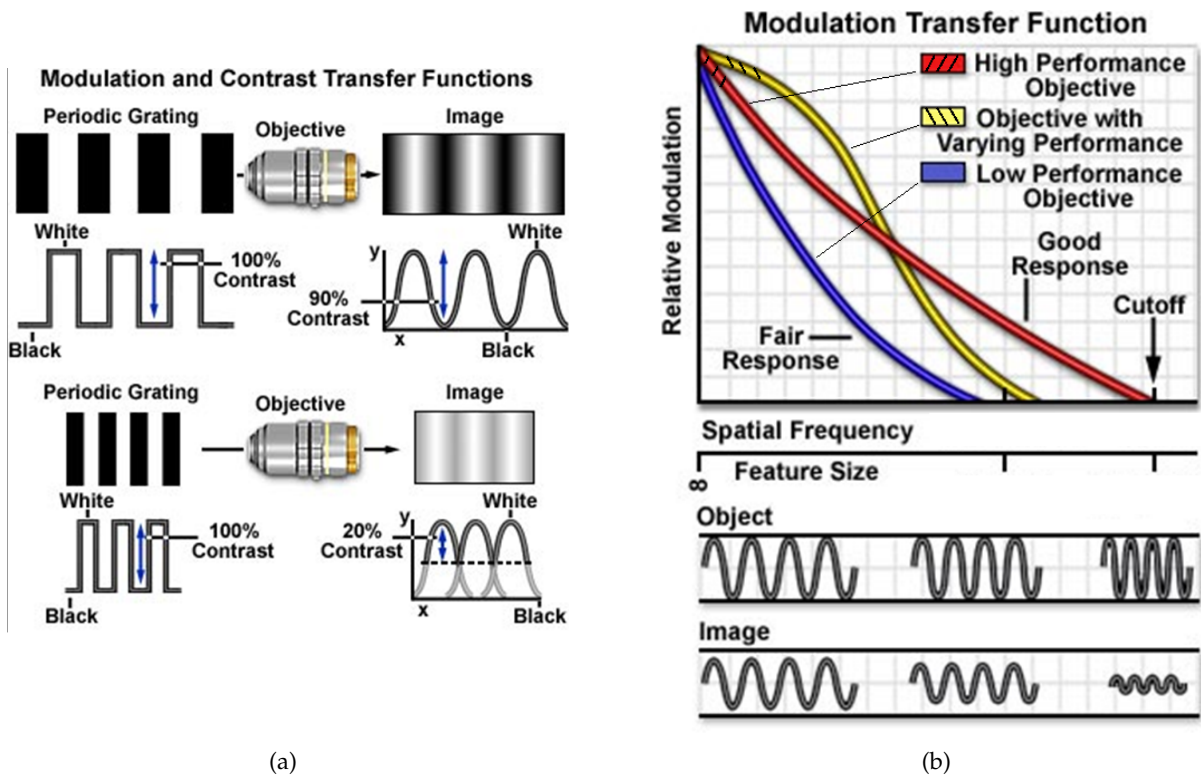 Modulation and Contrast Transfer Functions
Periodic Grating
Objective
Image
White
100%
Contrast
Black
y
White
90%
Contrast
x
Black
Periodic Grating
Objective
Image
White
100%
Contrast
Black
y
White
20%
Contrast
x
Black
(a)
Modulation Transfer Function
Relative Modulation
High Performance
Objective
Objective with
Varying Performance
Low Performance
Objective
Good
Response
Cutoff
Fair
Response
Spatial Frequency
∞
Feature Size
Object
Image
(b)